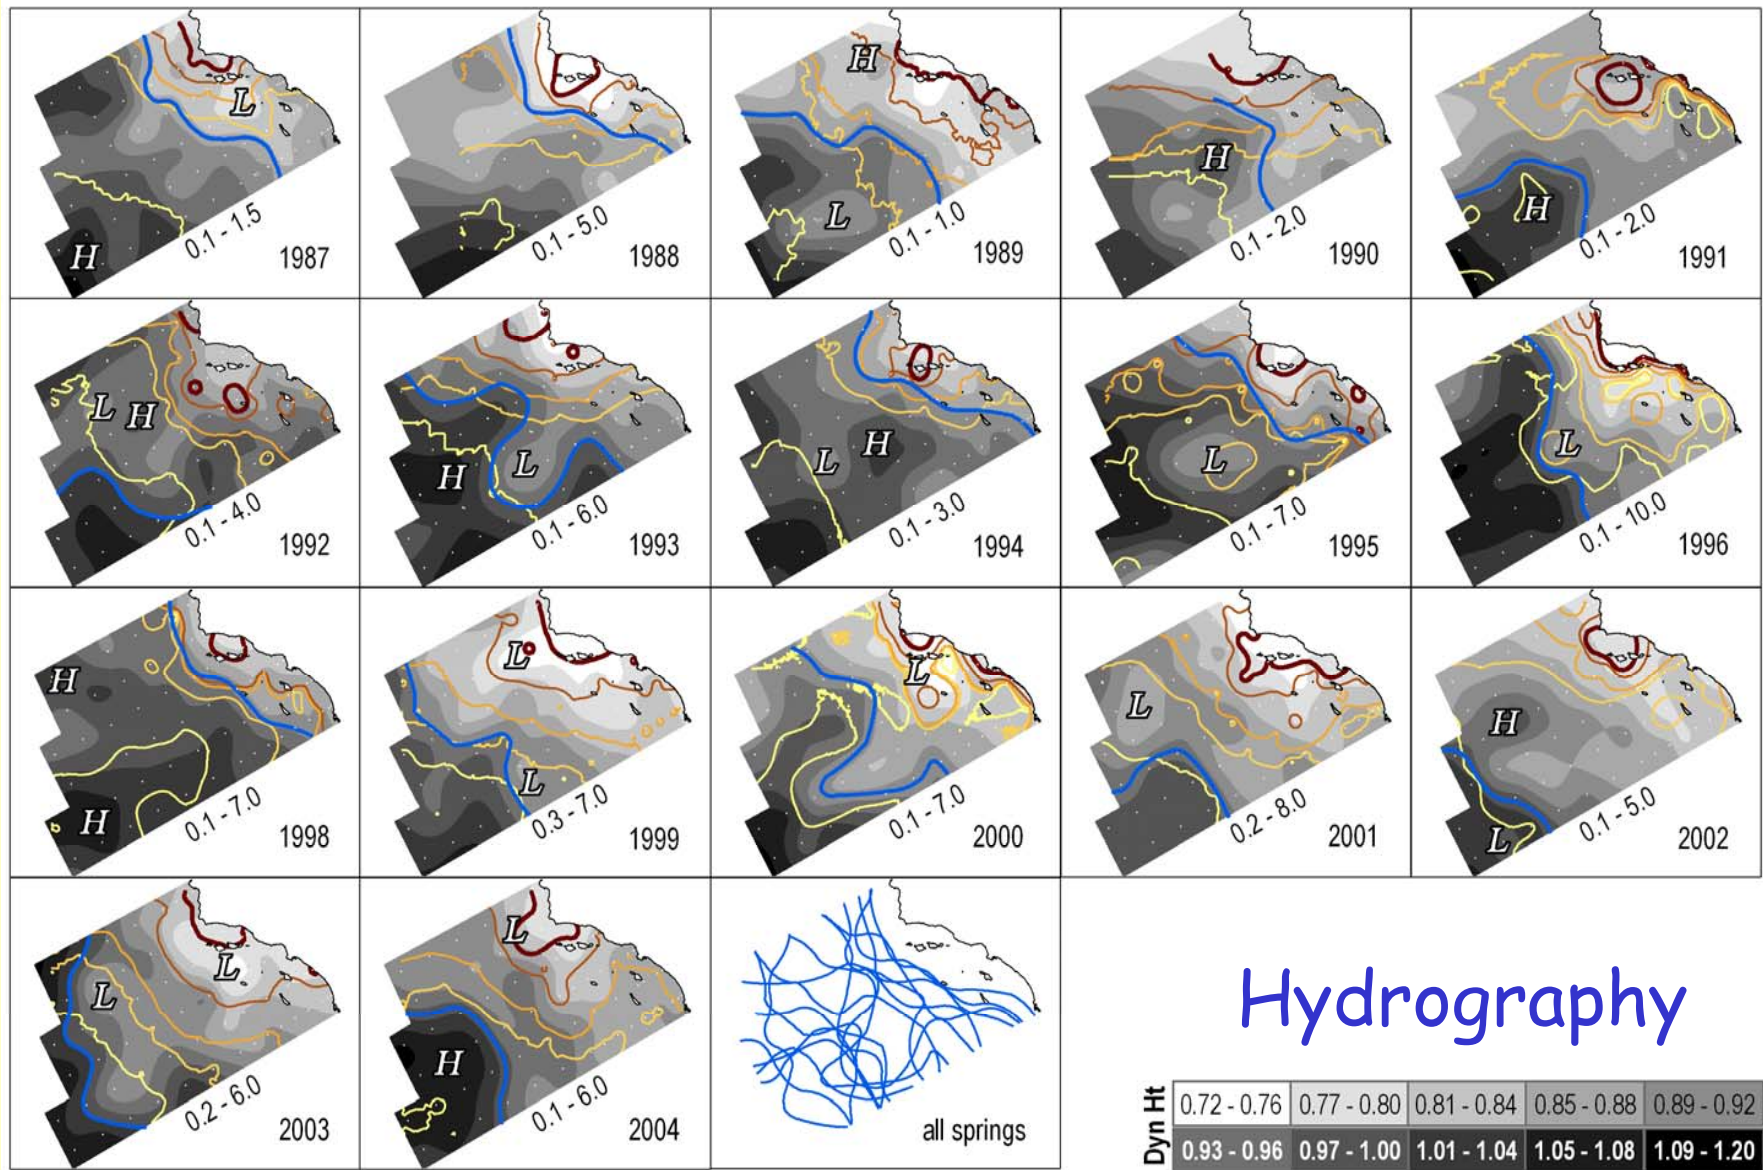 L
H
0.1 - 1.5
1987
0.1 - 5.0
1988
H
L
0.1 - 1.0
1989
H
0.1 - 2.0
1990
H
0.1 - 2.0
1991
L H
0.1 - 4.0
1992
H L
0.1 - 6.0
1993
L H
0.1 - 3.0
1994
L
0.1 - 7.0
1995
L
0.1 - 10.0
1996
H
H
0.1 - 7.0
1998
L
L
0.3 - 7.0
1999
L
0.1 - 7.0
2000
L
0.2 - 8.0
2001
H
L
0.1 - 5.0
2002
L
L
0.2 - 6.0
2003
L
H
0.1 - 6.0
2004
all springs
Hydrography
Dyn Ht
0.72 - 0.76 0.77 - 0.80 0.81 - 0.84 0.85 - 0.88 0.89 - 0.92
0.93 - 0.96 0.97 - 1.00 1.01 - 1.04 1.05 - 1.08 1.09 - 1.20